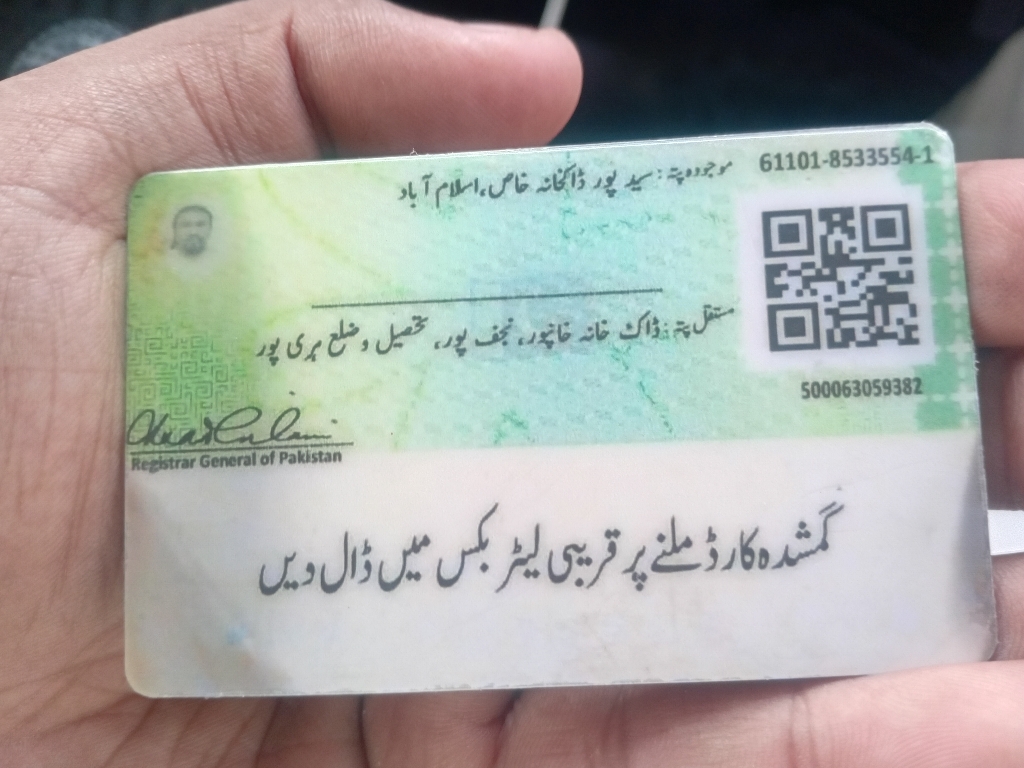 61101-8533554-1
موجودہ پتہ: سید پور ڈاکخانہ خاص، اسلام آباد
مستقل پتہ: ڈاک خانہ خانپور، نجف پور، تحصیل و ضلع ہری پور
500063059382
Registrar General of Pakistan
گمشدہ کارڈ ملنے پر قریبی لیٹر بکس میں ڈال دیں